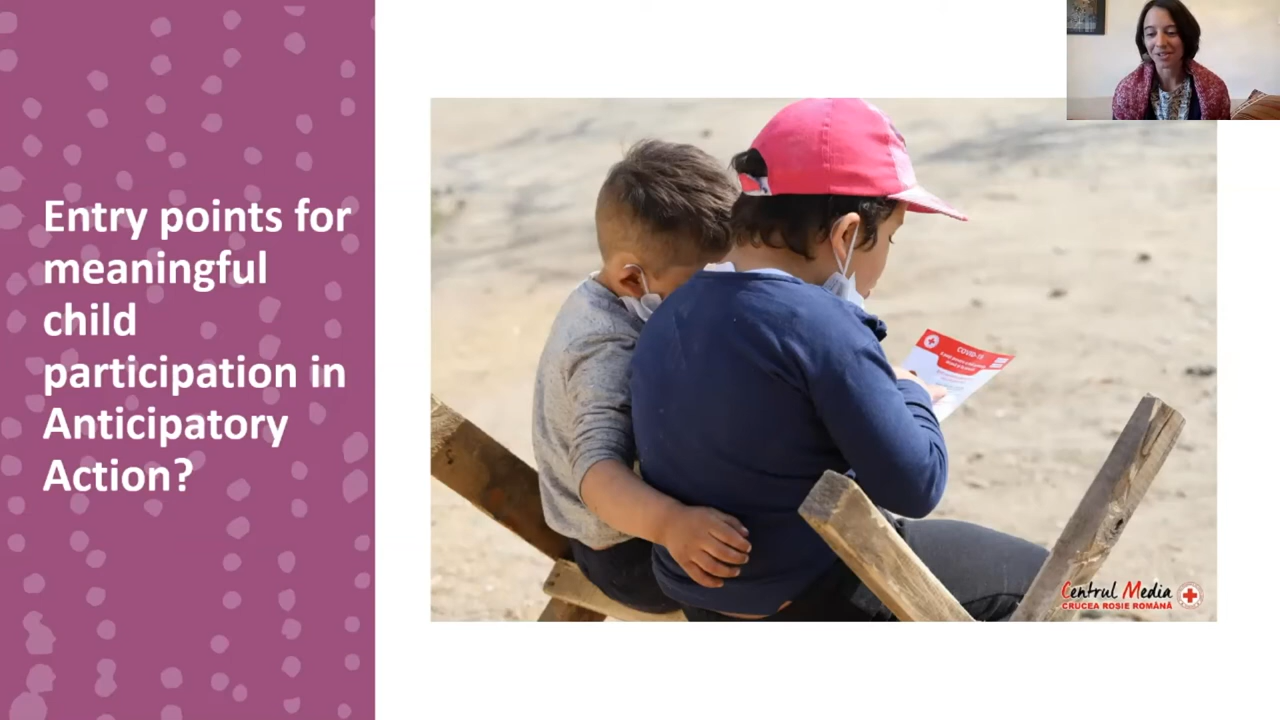 Entry points for
meaningful
child
participation in
Anticipatory
Action?
COVID-19
Centrul Media
CRUCEA ROSIE ROMÂNĂ